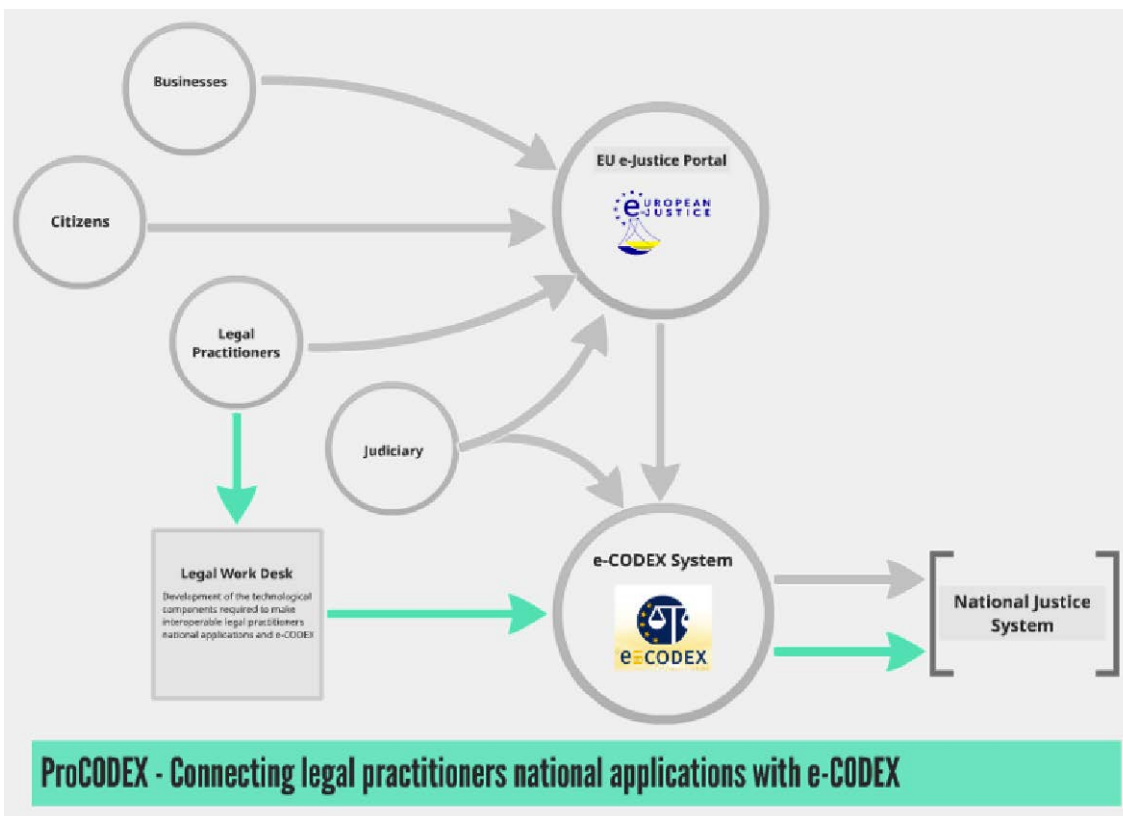 Businesses
EU e-Justice Portal
EUROPEAN
e-JUSTICE
Citizens
Legal
Practitioners
Judiciary
Legal Work Desk
Development of the technological
components required to make
interoperable legal practitioners
national applications and e-CODEX
e-CODEX System
e-CODEX
National Justice
System
ProCODEX - Connecting legal practitioners national applications with e-CODEX